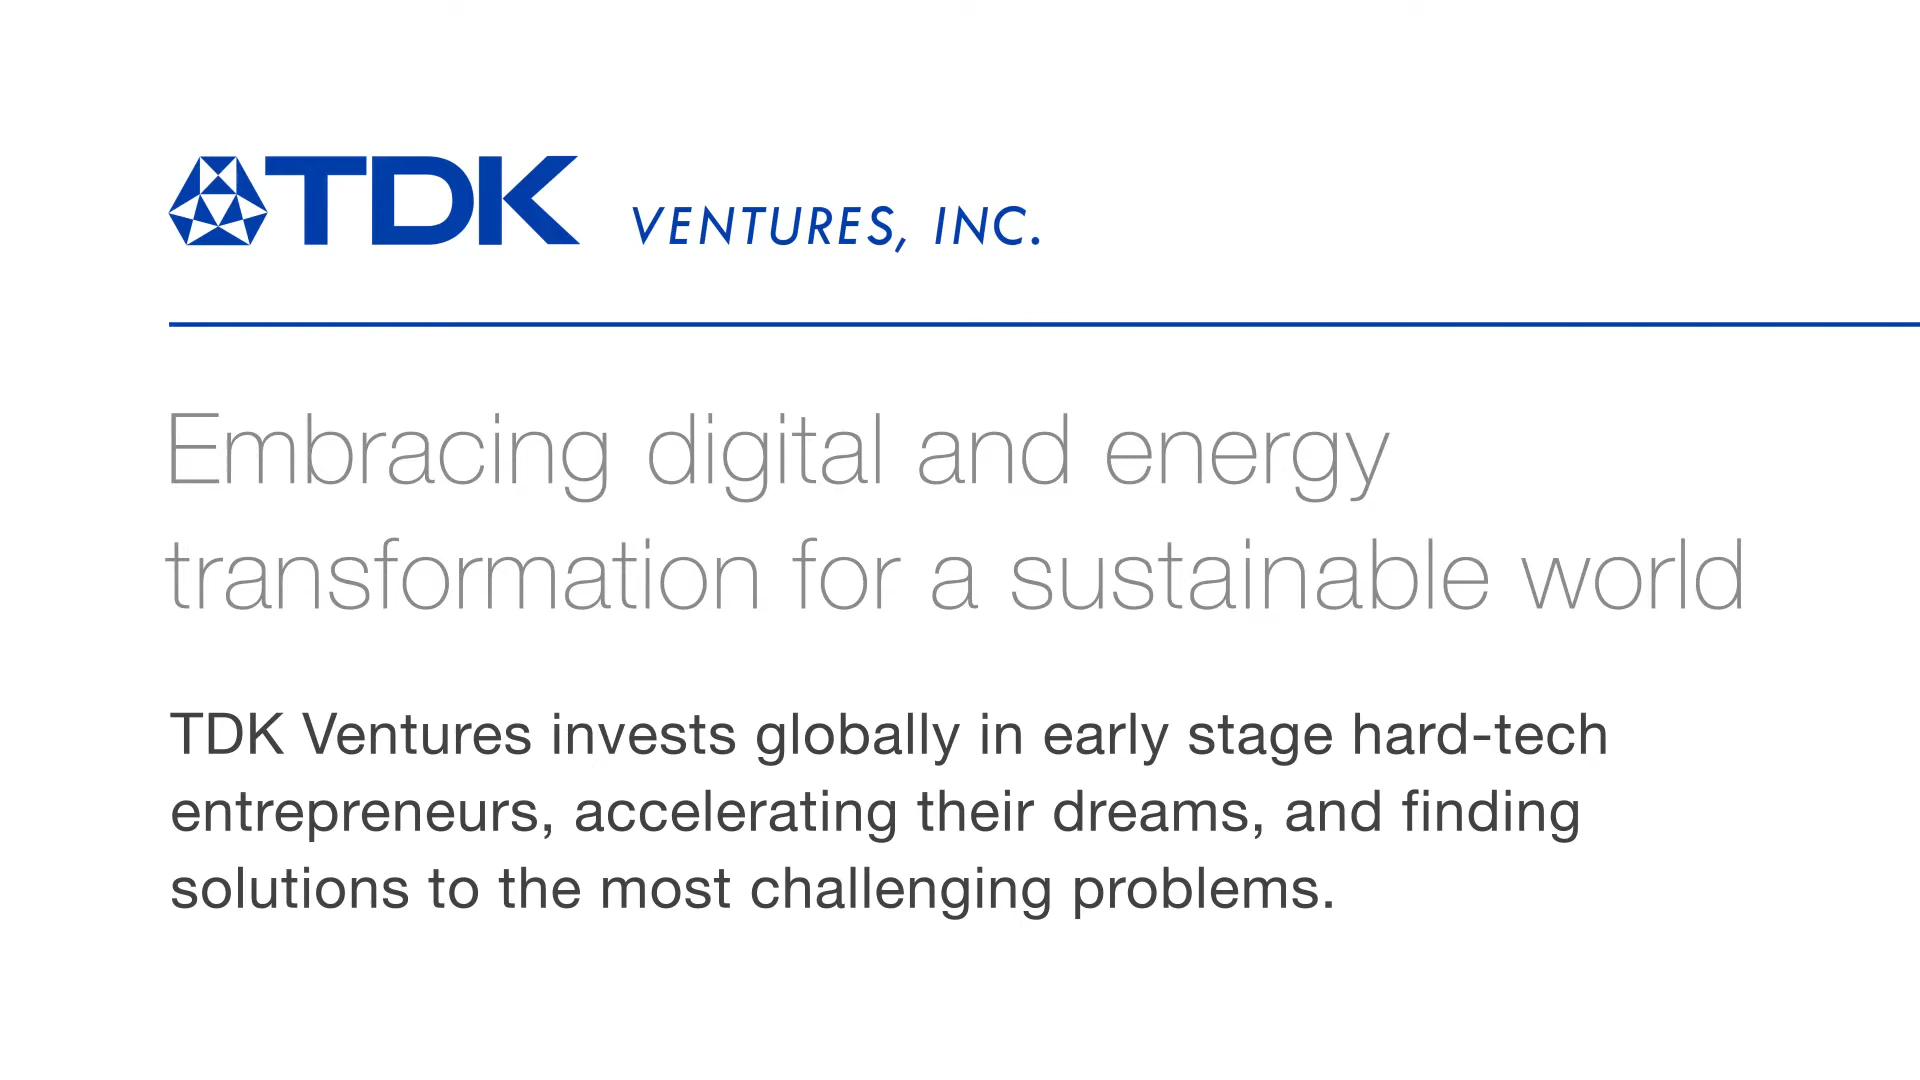 TDK VENTURES, INC.
Embracing digital and energy
transformation for a sustainable world
TDK Ventures invests globally in early stage hard-tech
entrepreneurs, accelerating their dreams, and finding
solutions to the most challenging problems.